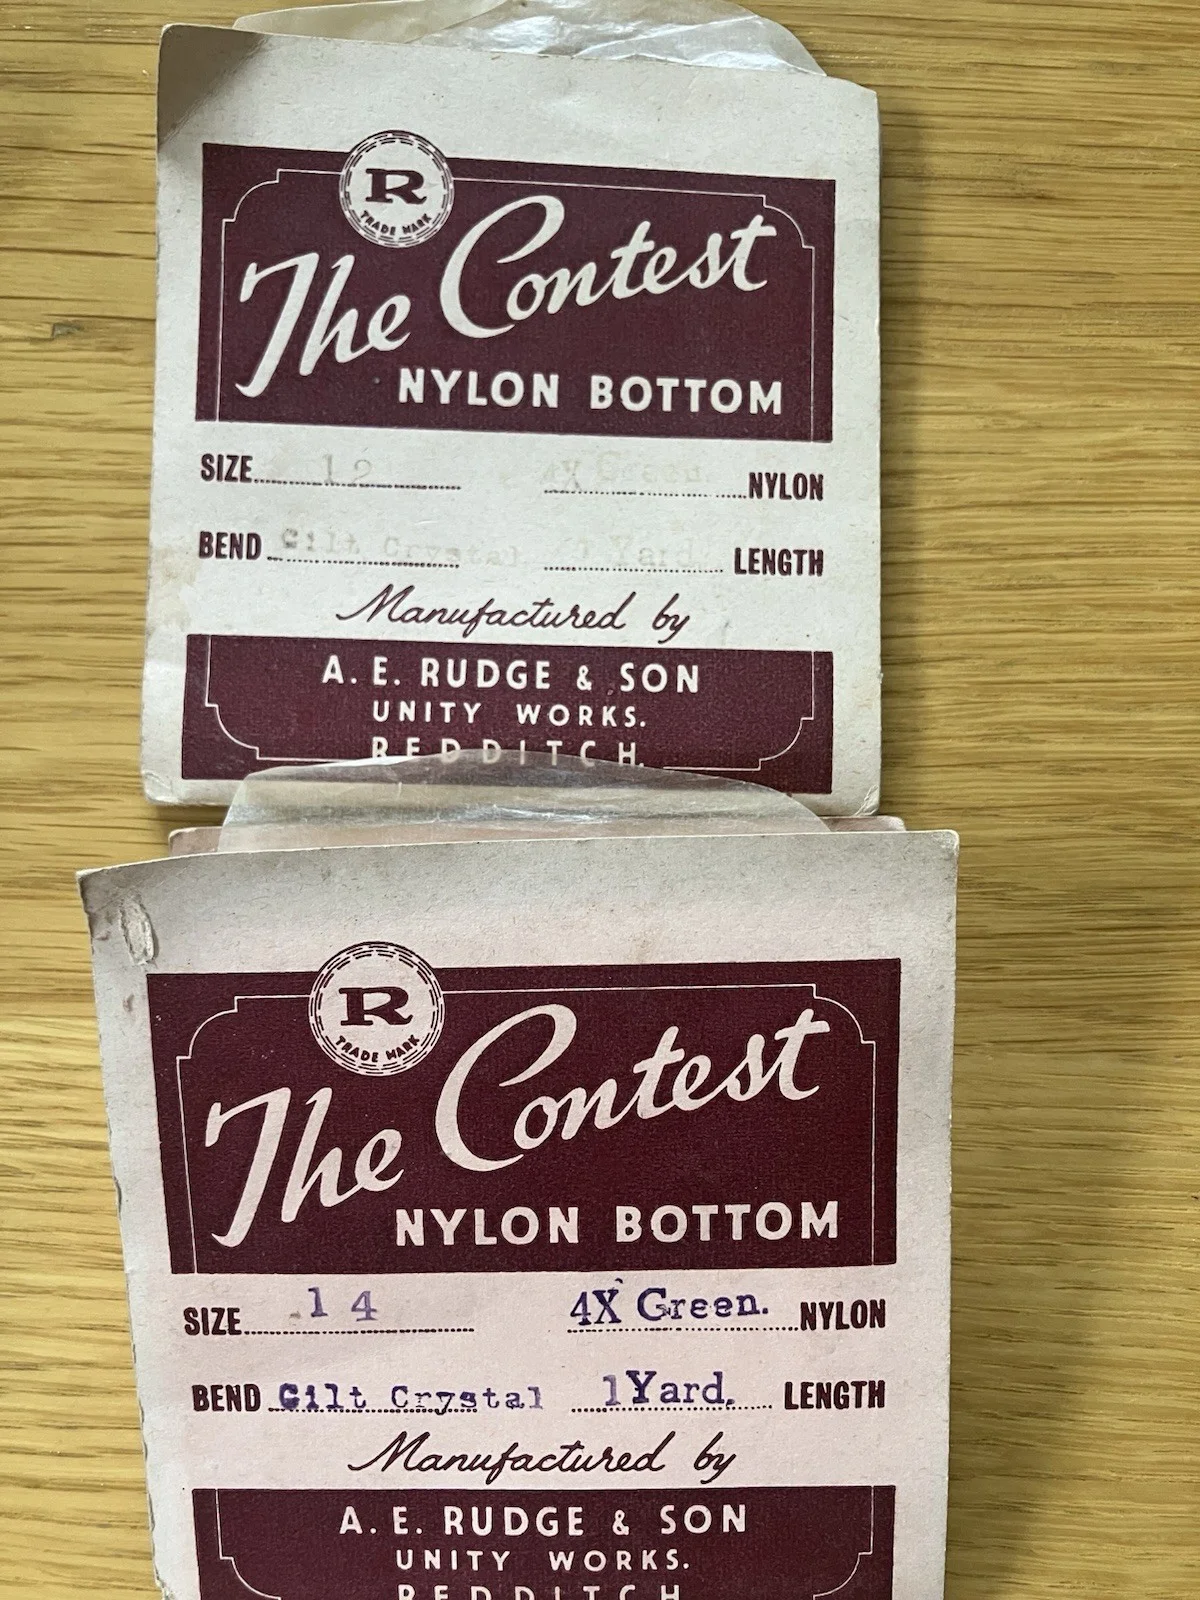 R
TRADE MARK
The Contest
NYLON BOTTOM
SIZE 12 4X Green. NYLON
BEND Gilt Crystal 1 Yard. LENGTH
Manufactured by
A. E. RUDGE & SON
UNITY WORKS.
REDDITCH.
R
TRADE MARK
The Contest
NYLON BOTTOM
SIZE 14 4X Green. NYLON
BEND Gilt Crystal 1Yard. LENGTH
Manufactured by
A. E. RUDGE & SON
UNITY WORKS.
REDDITCH